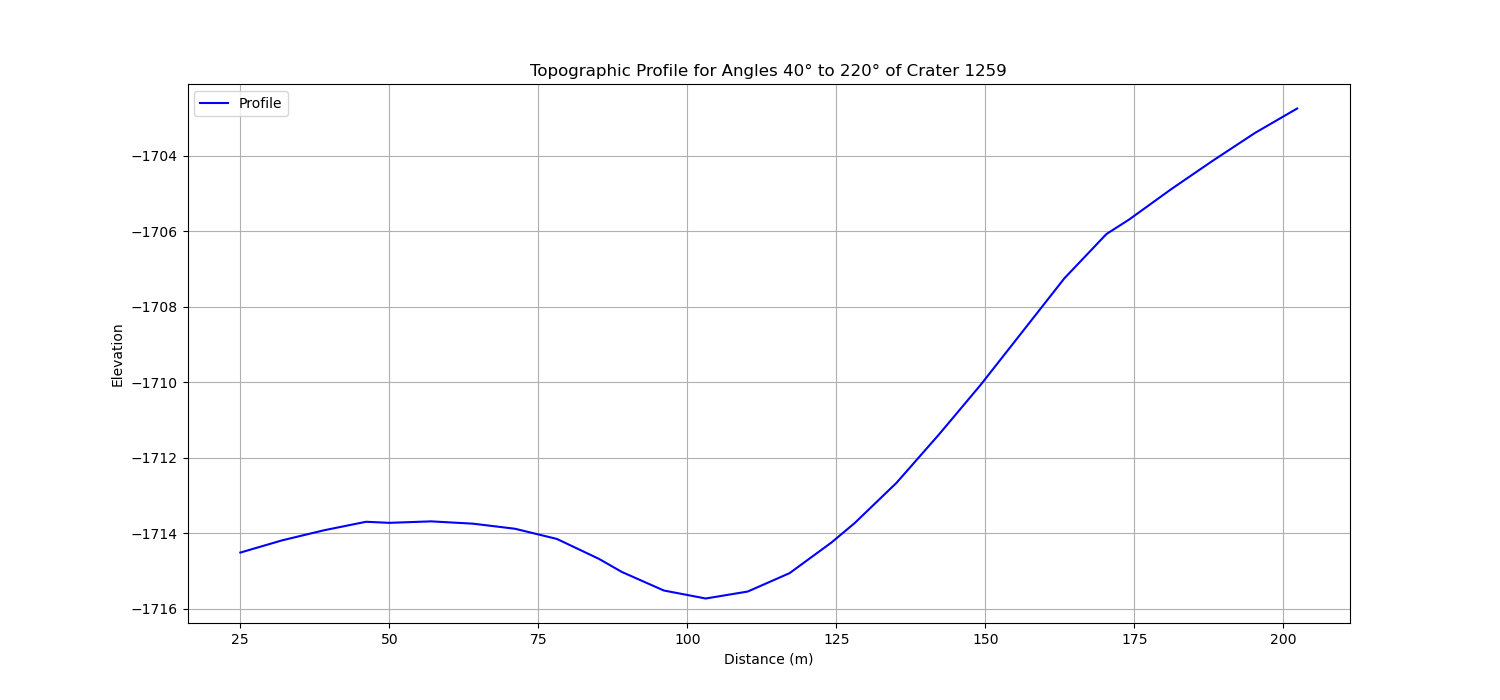 Topographic Profile for Angles 40° to 220° of Crater 1259
Profile
−1704
−1706
−1708
−1710
−1712
−1714
−1716
Elevation
25 50 75 100 125 150 175 200
Distance (m)